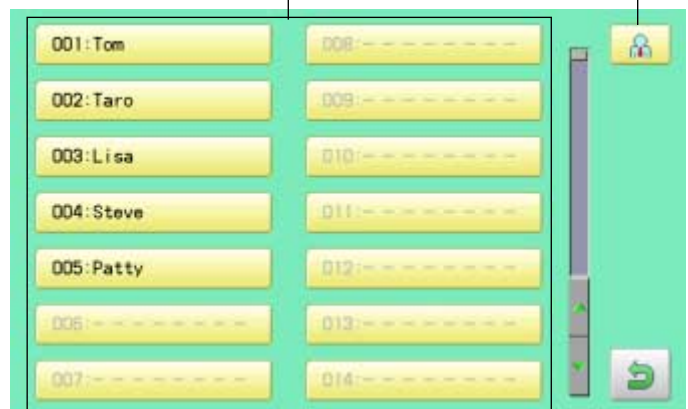 001:Tom
002:Taro
003:Lisa
004:Steve
005:Patty
006:--------
007:--------
008:--------
009:--------
010:--------
011:--------
012:--------
013:--------
014:--------